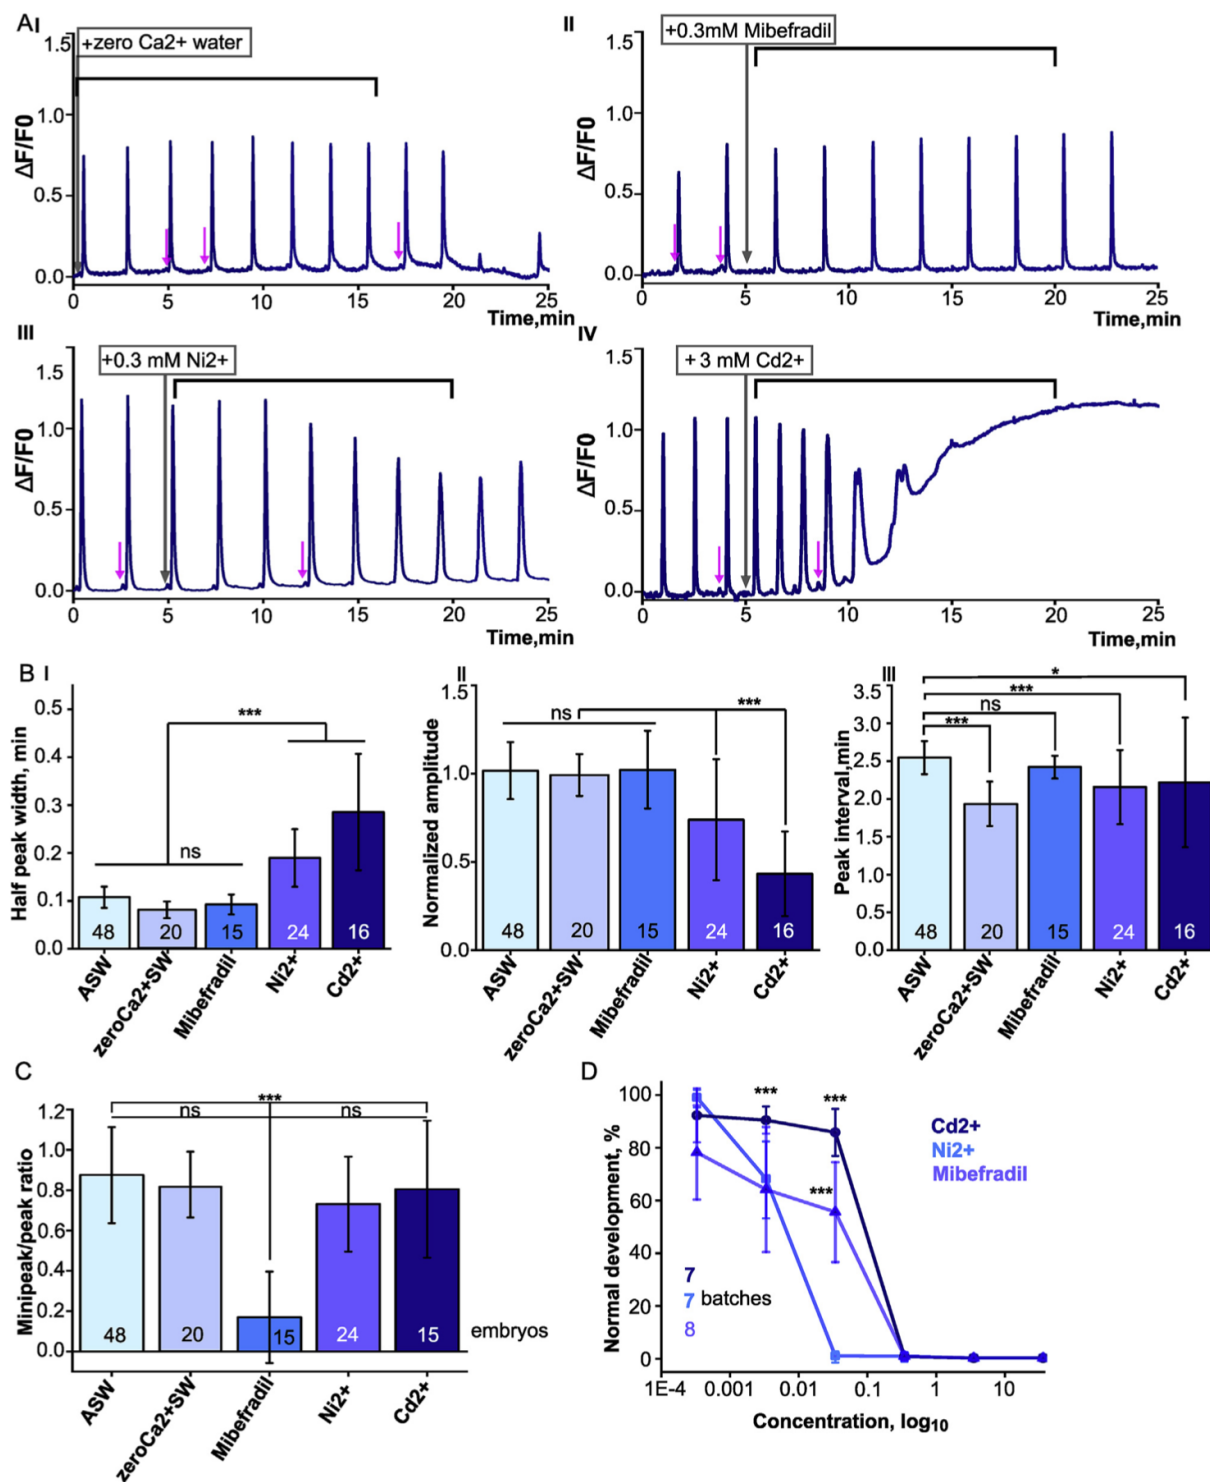 A I
+zero Ca2+ water
1.5
1.0
0.5
0.0
ΔF/F0
0 5 10 15 20 25
Time,min
II
+0.3mM Mibefradil
1.5
1.0
0.5
0.0
ΔF/F0
0 5 10 15 20 25
Time,min
III
+0.3 mM Ni2+
1.5
1.0
0.5
0.0
ΔF/F0
0 5 10 15 20 25
Time,min
IV
+ 3 mM Cd2+
1.5
1.0
0.5
0.0
ΔF/F0
0 5 10 15 20 25
Time,min
B I
Half peak width, min
0.5
0.4
0.3
0.2
0.1
0.0
***
ns
48 20 15 24 16
ASW zeroCa2+SW Mibefradil Ni2+ Cd2+
II
Normalized amplitude
1.5
1.0
0.5
0.0
ns
***
48 20 15 24 16
ASW zeroCa2+SW Mibefradil Ni2+ Cd2+
III
Peak interval,min
3.5
3.0
2.5
2.0
1.5
1.0
0.5
0.0
*
***
ns
***
48 20 15 24 16
ASW zeroCa2+SW Mibefradil Ni2+ Cd2+
C
Minipeak/peak ratio
1.2
1.0
0.8
0.6
0.4
0.2
0.0
***
ns ns
48 20 15 24 15 embryos
ASW zeroCa2+SW Mibefradil Ni2+ Cd2+
D
Normal development, %
100
80
60
40
20
0
*** ***
***
Cd2+
Ni2+
Mibefradil
7
7 batches
8
1E-4 0.001 0.01 0.1 1 10
Concentration, log10